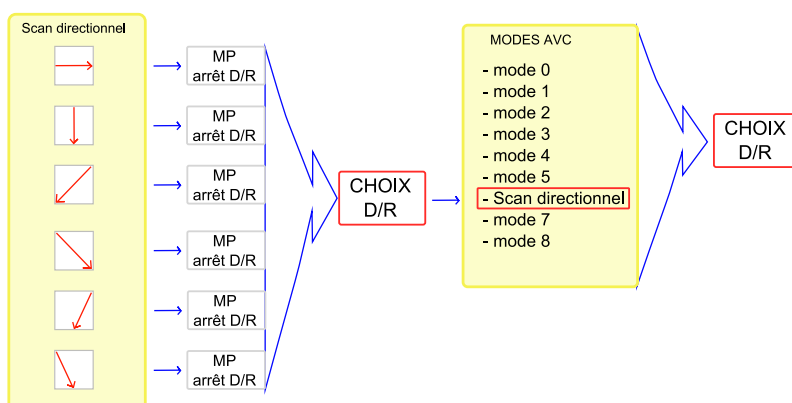 Scan directionnel
MP
arrêt D/R
MP
arrêt D/R
MP
arrêt D/R
MP
arrêt D/R
MP
arrêt D/R
MP
arrêt D/R
CHOIX
D/R
MODES AVC
- mode 0
- mode 1
- mode 2
- mode 3
- mode 4
- mode 5
- Scan directionnel
- mode 7
- mode 8
CHOIX
D/R